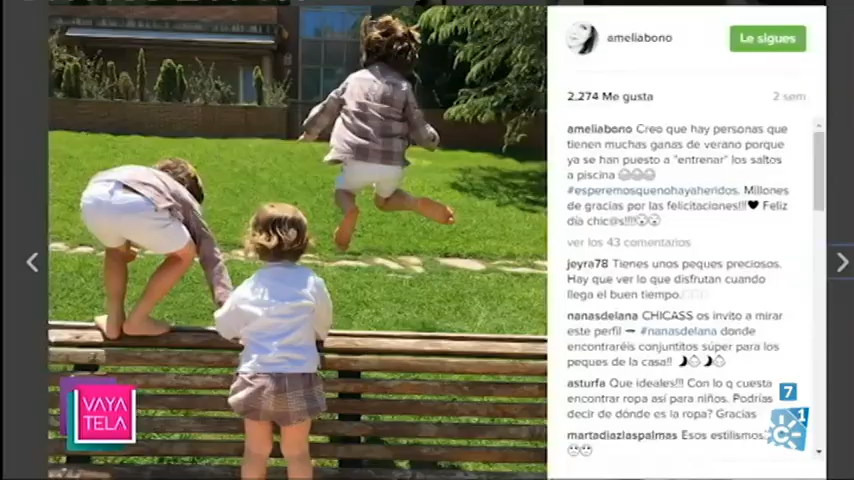 ameliabono
Le sigues
2.274 Me gusta
2 sem
ameliabono Creo que hay personas que
tienen muchas ganas de verano porque
ya se han puesto a "entrenar" los saltos
a piscina
#esperemosquenohayaheridos. Millones
de gracias por las felicitaciones!!!🖤 Feliz
día chic@s!!!!
ver los 43 comentarios
jeyra78 Tienes unos peques preciosos.
Hay que ver lo que disfrutan cuando
llega el buen tiempo.
nanasdelana CHICASS os invito a mirar
este perfil ➖ #nanasdelana donde
encontraréis conjuntitos súper para los
peques de la casa!!
asturfa Que ideales!!! Con lo q cuesta
encontrar ropa así para niños. Podrías
decir de dónde es la ropa? Gracias
martadiazlaspalmas Esos estilismos
VAYA
TELA
7
1